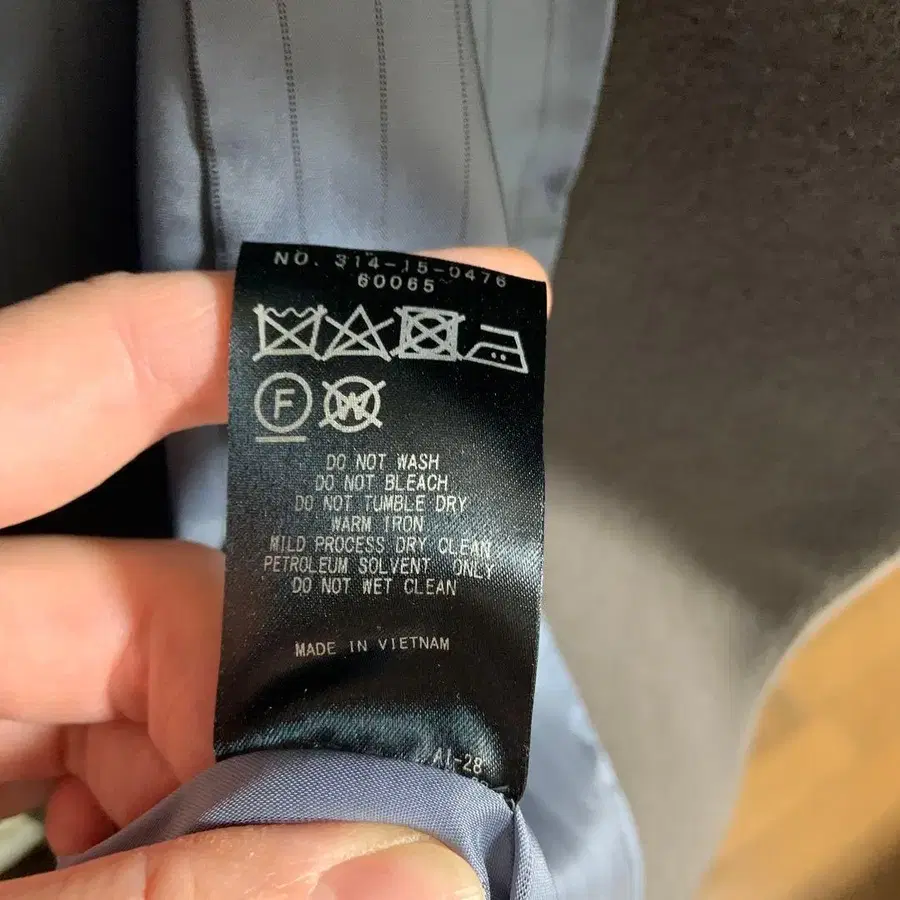 NO. 314-15-0476
60065
F W
DO NOT WASH
DO NOT BLEACH
DO NOT TUMBLE DRY
WARM IRON
MILD PROCESS DRY CLEAN
PETROLEUM SOLVENT ONLY
DO NOT WET CLEAN
MADE IN VIETNAM
AI-28